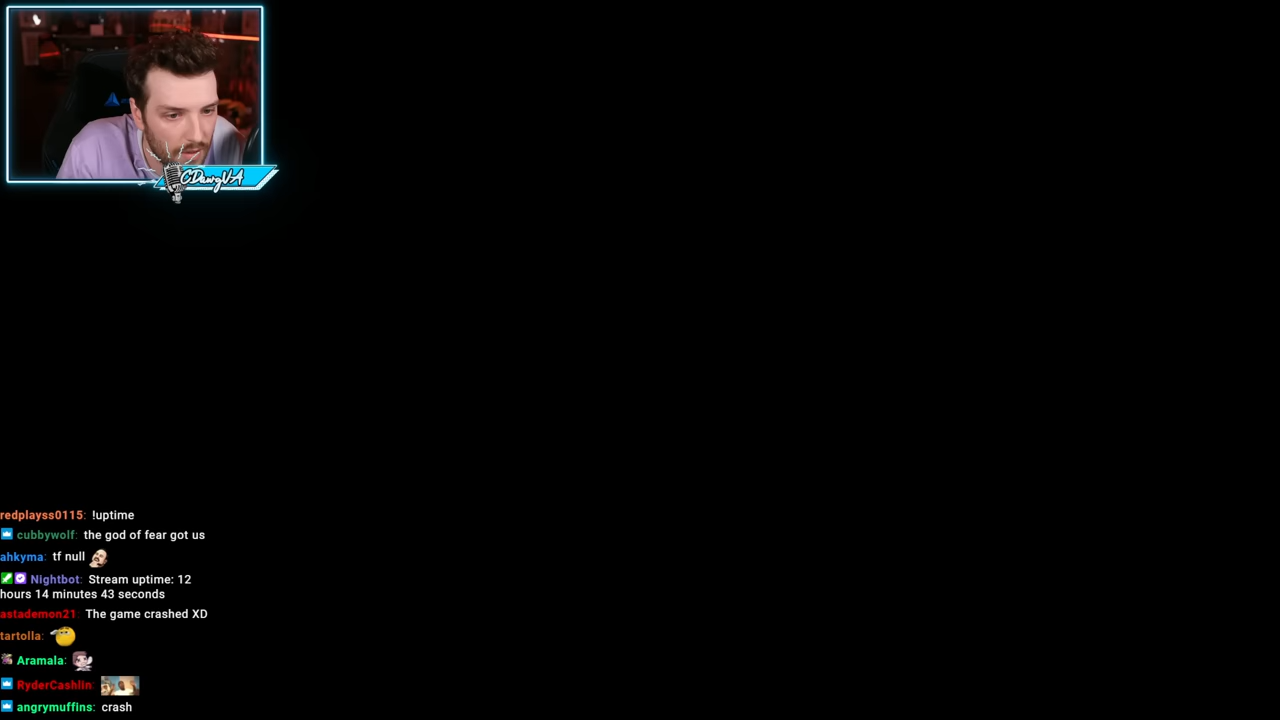 CDawgVA
redplayss0115: !uptime
cubbywolf: the god of fear got us
ahkyma: tf null
Nightbot: Stream uptime: 12
hours 14 minutes 43 seconds
astademon21: The game crashed XD
tartolla:
Aramala:
RyderCashlin:
angrymuffins: crash